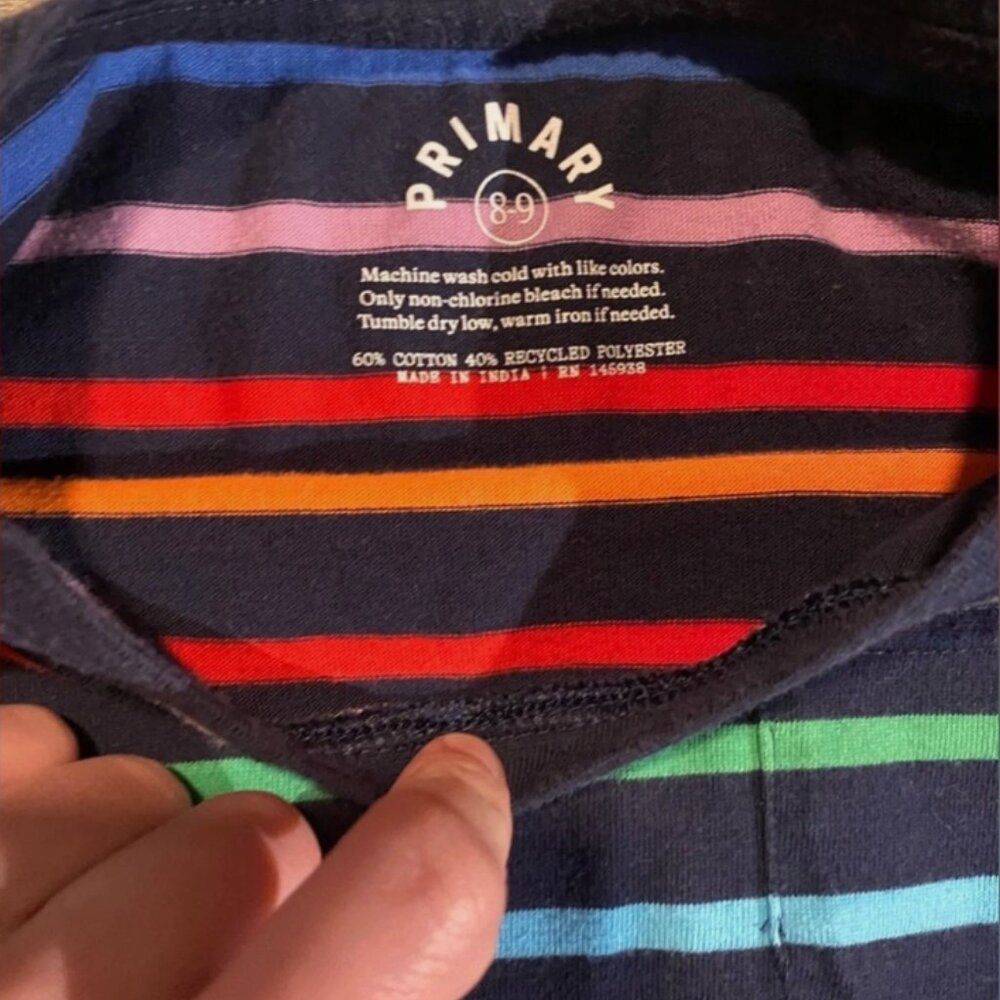 PRIMARY
8-9
Machine wash cold with like colors.
Only non-chlorine bleach if needed.
Tumble dry low, warm iron if needed.
60% COTTON 40% RECYCLED POLYESTER
MADE IN INDIA | RN 145938